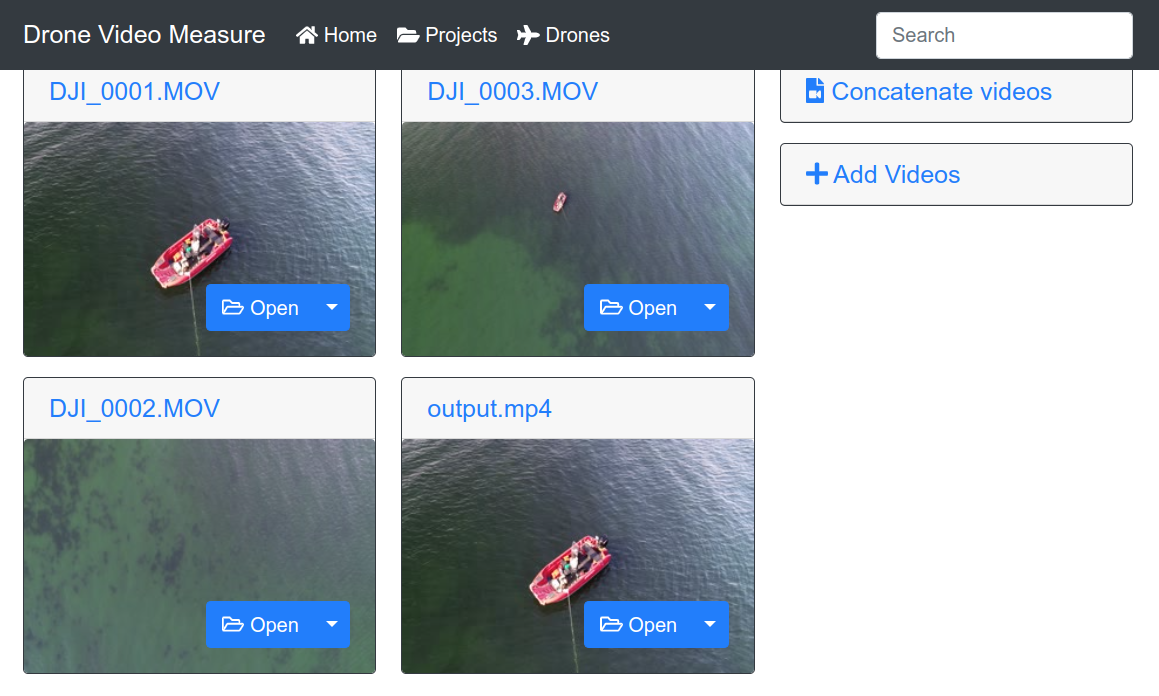 Drone Video Measure Home Projects Drones Search
DJI_0001.MOV
DJI_0003.MOV
Concatenate videos
Add Videos
Open
Open
DJI_0002.MOV
output.mp4
Open
Open